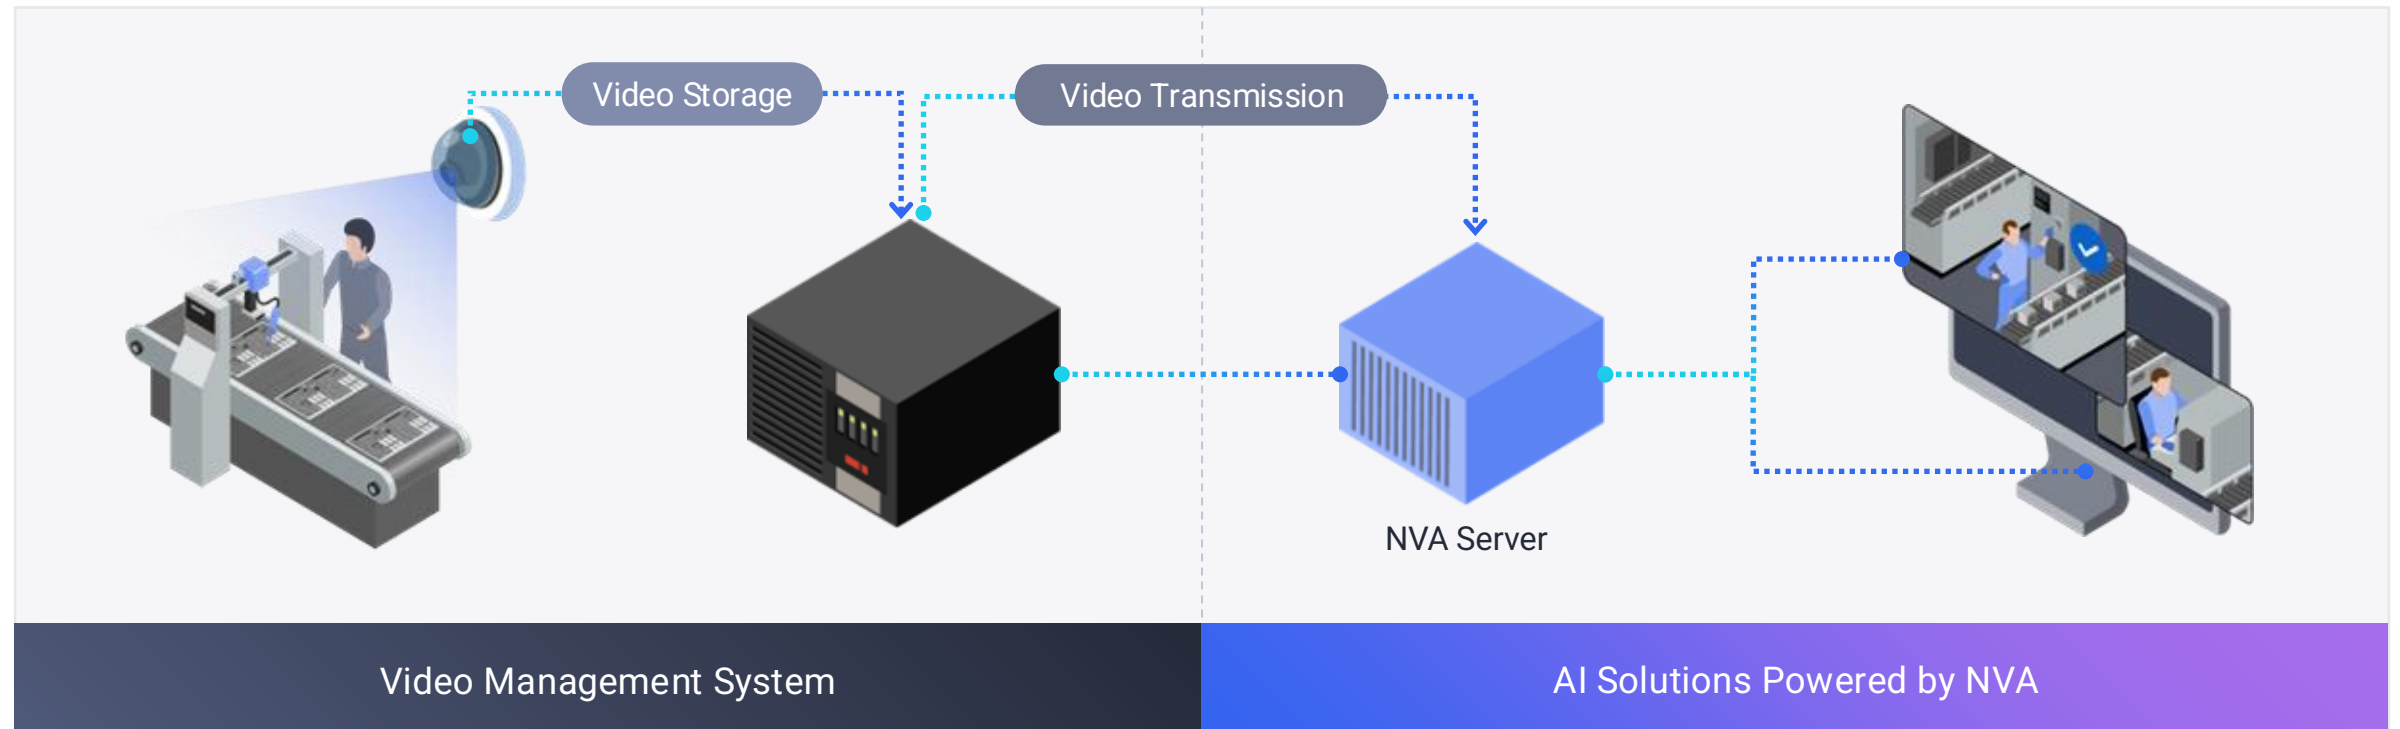 Video Storage
Video Transmission
NVA Server
Video Management System
AI Solutions Powered by NVA